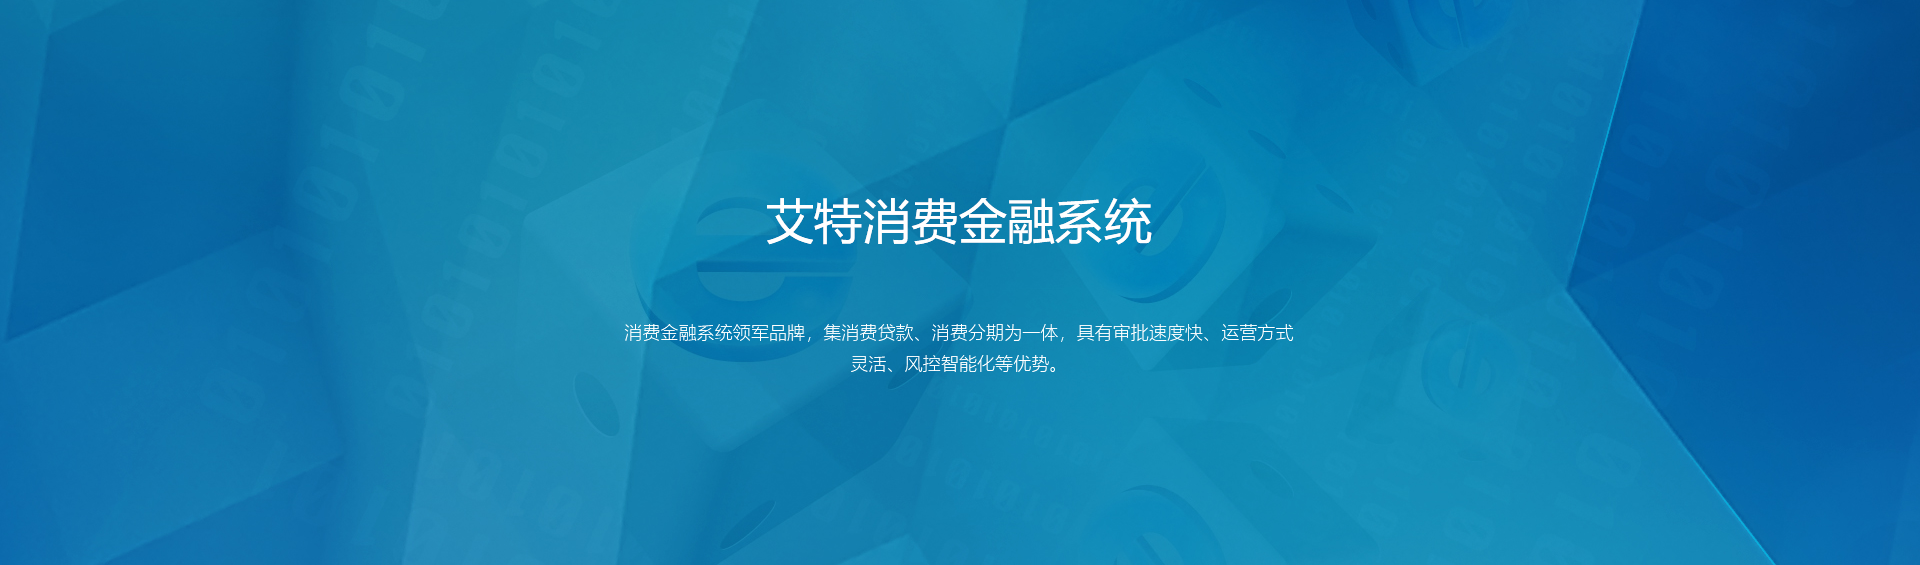 艾特消费金融系统
消费金融系统领军品牌，集消费贷款、消费分期为一体，具有审批速度快、运营方式
灵活、风控智能化等优势。